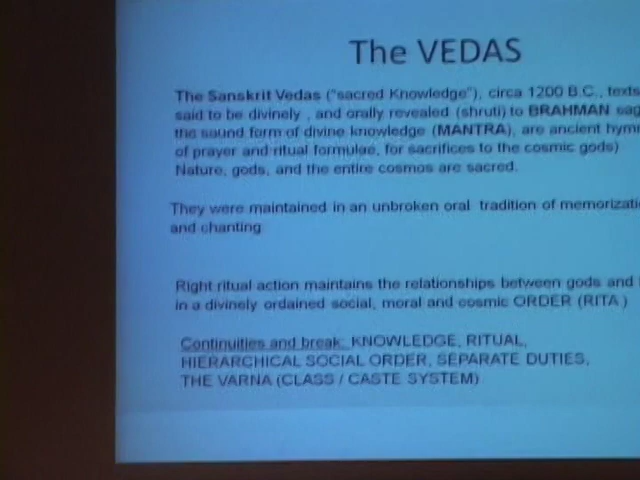 The VEDAS
The Sanskrit Vedas ("sacred Knowledge"), circa 1200 B.C., texts
said to be divinely , and orally revealed (shruti) to BRAHMAN
the sound form of divine knowledge (MANTRA), are ancient
of prayer and ritual formulae, for sacrifices to the cosmic gods)
Nature, gods, and the entire cosmos are sacred.
They were maintained in an unbroken oral tradition of
and chanting
Right ritual action maintains the relationships between gods and
in a divinely ordained social, moral and cosmic ORDER (RITA )
Continuities and break: KNOWLEDGE, RITUAL,
HIERARCHICAL SOCIAL ORDER, SEPARATE DUTIES,
THE VARNA (CLASS / CASTE SYSTEM)